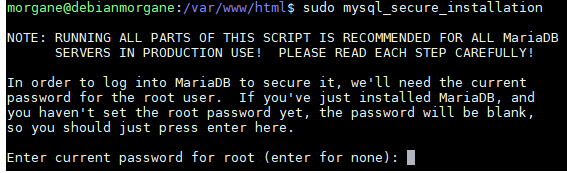 morgane@debianmorgane:/var/www/html$ sudo mysql_secure_installation
NOTE: RUNNING ALL PARTS OF THIS SCRIPT IS RECOMMENDED FOR ALL MariaDB
SERVERS IN PRODUCTION USE!  PLEASE READ EACH STEP CAREFULLY!
In order to log into MariaDB to secure it, we'll need the current
password for the root user.  If you've just installed MariaDB, and
you haven't set the root password yet, the password will be blank,
so you should just press enter here.
Enter current password for root (enter for none):